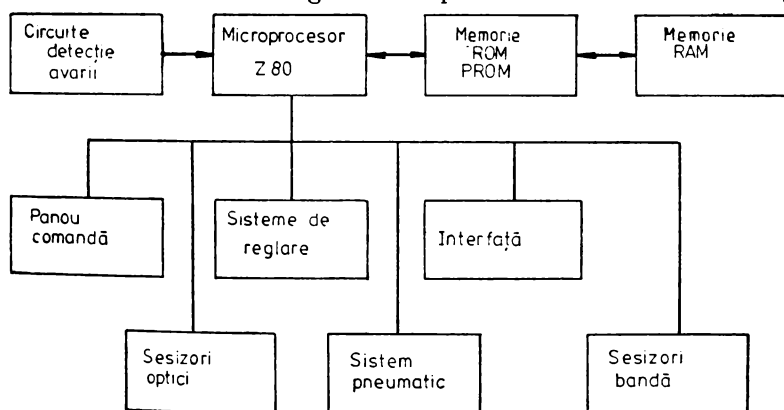 Circuite
detecție
avarii
Microprocesor
Z 80
Memorie
ROM
PROM
Memorie
RAM
Panou
comandă
Sisteme de
reglare
Interfață
Sesizori
optici
Sistem
pneumatic
Sesizori
bandă